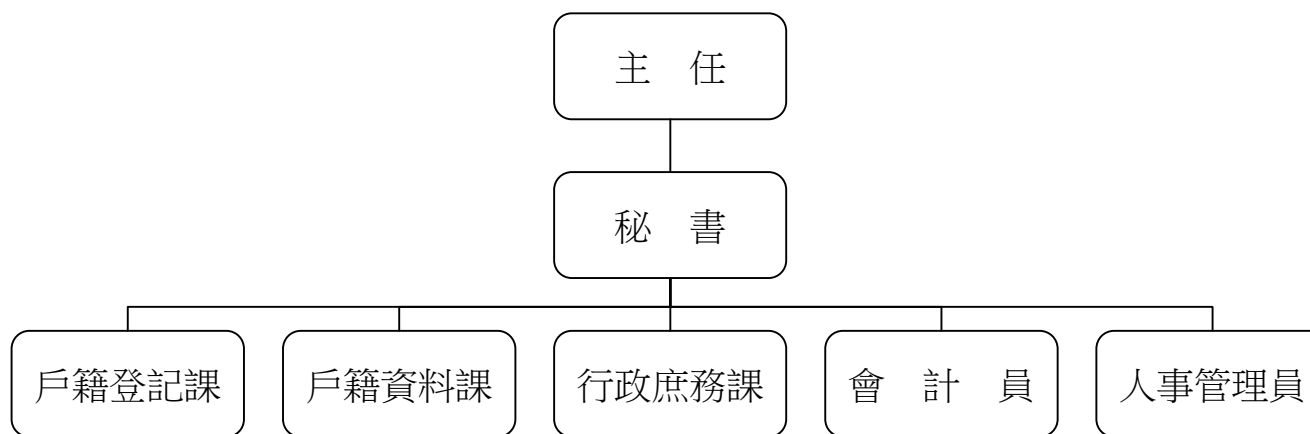 主　任
秘　書
戶籍登記課
戶籍資料課
行政庶務課
會　計　員
人事管理員